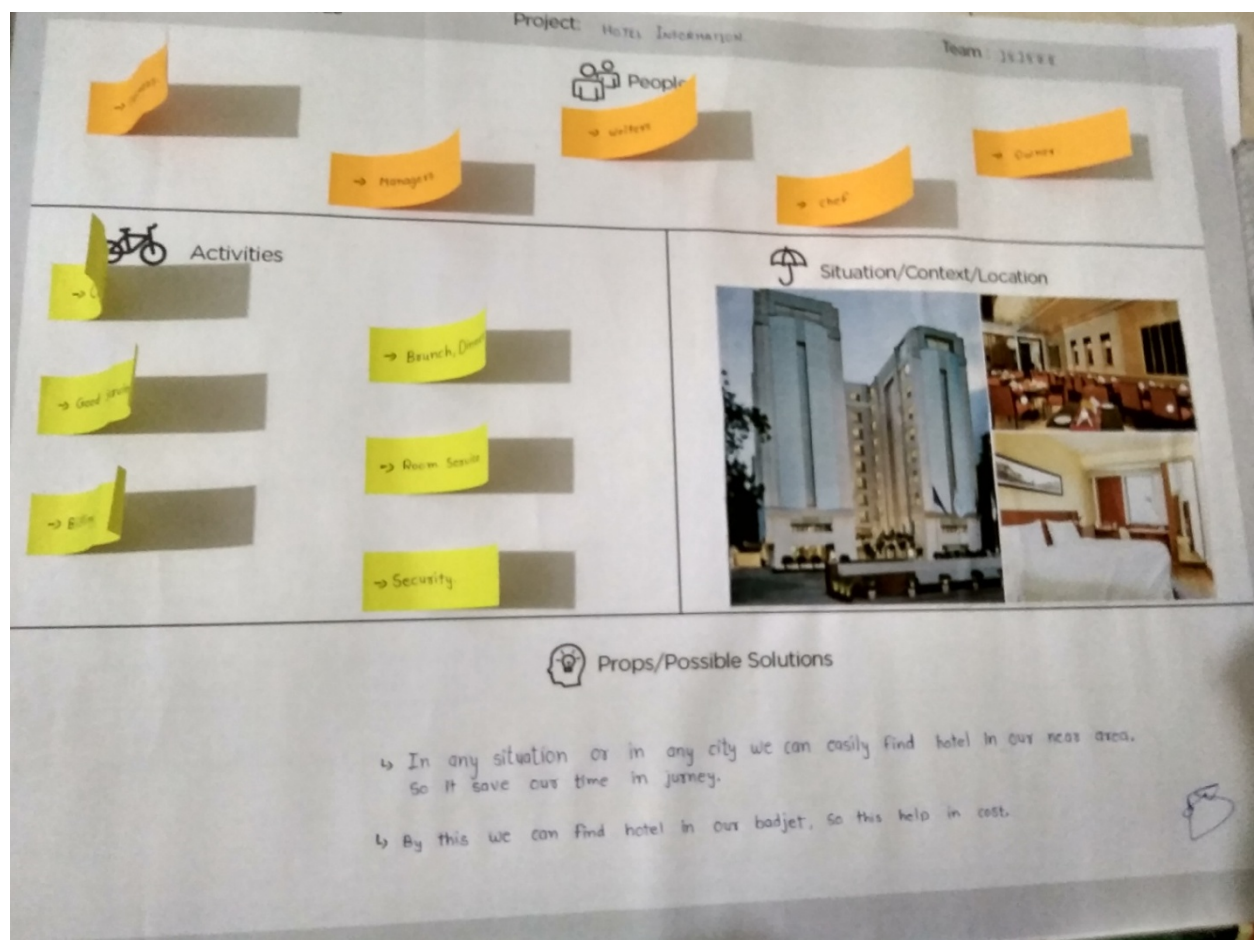 Project: HOTEL INFORMATION
Team :
People
→ Managers
→ Waiters
→ chef
→ Owner
Activities
→ Good
→ Brunch,
→ Room Service
→ Security.
Situation/Context/Location
Props/Possible Solutions
↳ In any situation or in any city we can easily find hotel in our near area.
So it save our time in jurney.
↳ By this we can find hotel in our badjet, so this help in cost.